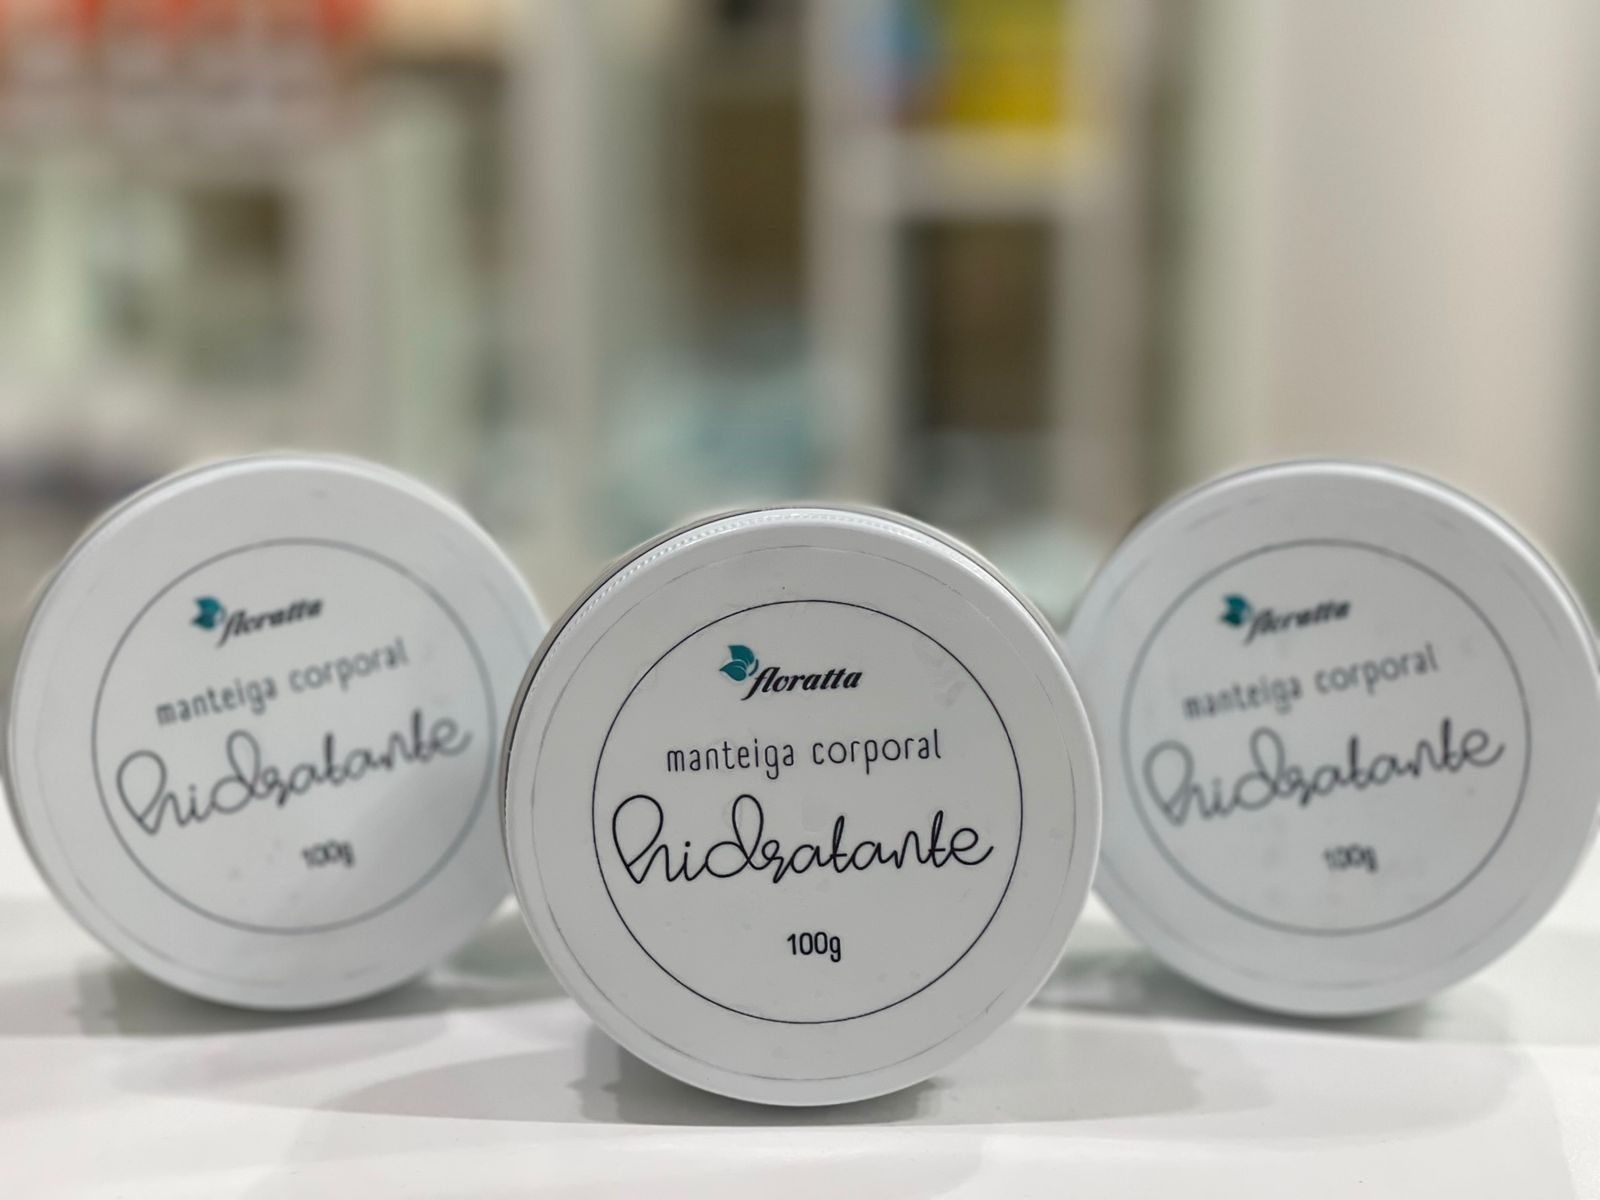 floratta
manteiga corporal
hidratante
100g
floratta
manteiga corporal
hidratante
100g
floratta
manteiga corporal
hidratante
100g